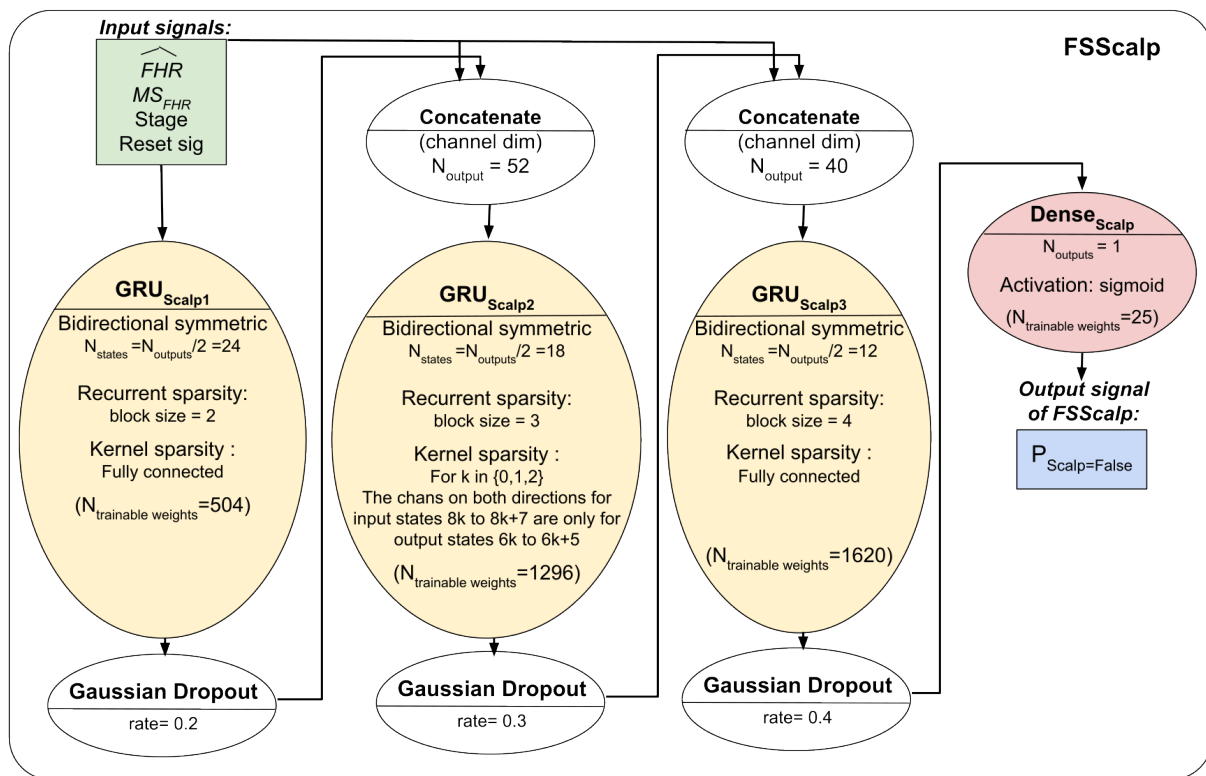 FSScalp
Input signals:
FHR
MS_FHR
Stage
Reset sig
Concatenate
(channel dim)
N_output = 52
Concatenate
(channel dim)
N_output = 40
GRU_Scalp1
Bidirectional symmetric
N_states =N_outputs/2 =24
Recurrent sparsity:
block size = 2
Kernel sparsity :
Fully connected
(N_trainable weights=504)
GRU_Scalp2
Bidirectional symmetric
N_states =N_outputs/2 =18
Recurrent sparsity:
block size = 3
Kernel sparsity :
For k in {0,1,2}
The chans on both directions for
input states 8k to 8k+7 are only for
output states 6k to 6k+5
(N_trainable weights=1296)
GRU_Scalp3
Bidirectional symmetric
N_states =N_outputs/2 =12
Recurrent sparsity:
block size = 4
Kernel sparsity :
Fully connected
(N_trainable weights=1620)
Dense_Scalp
N_outputs = 1
Activation: sigmoid
(N_trainable weights=25)
Output signal
of FSScalp:
P_Scalp=False
Gaussian Dropout
rate= 0.2
Gaussian Dropout
rate= 0.3
Gaussian Dropout
rate= 0.4